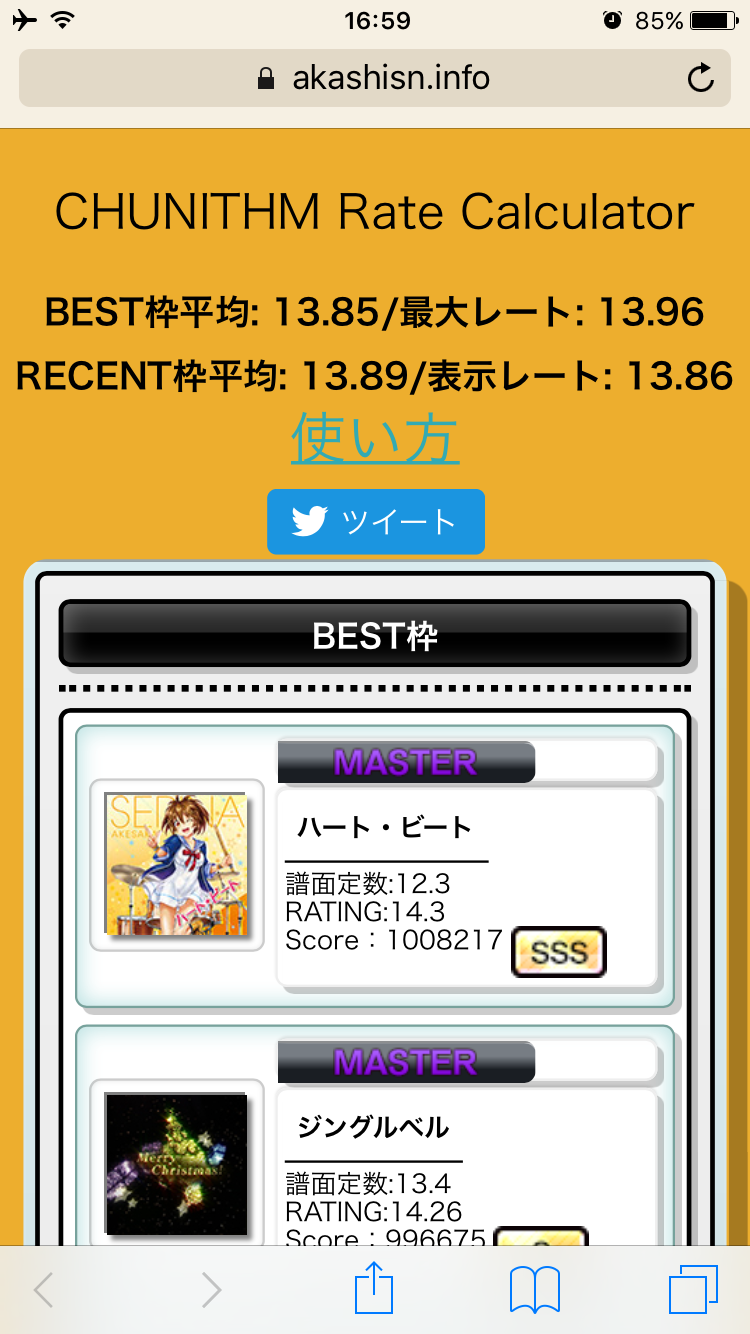 16:59
85%
akashisn.info
CHUNITHM Rate Calculator
BEST枠平均: 13.85/最大レート: 13.96
RECENT枠平均: 13.89/表示レート: 13.86
使い方
ツイート
BEST枠
MASTER
ハート・ビート
譜面定数:12.3
RATING:14.3
Score：1008217
SSS
MASTER
Merry
Christmas!
ジングルベル
譜面定数:13.4
RATING:14.26
Score：996675